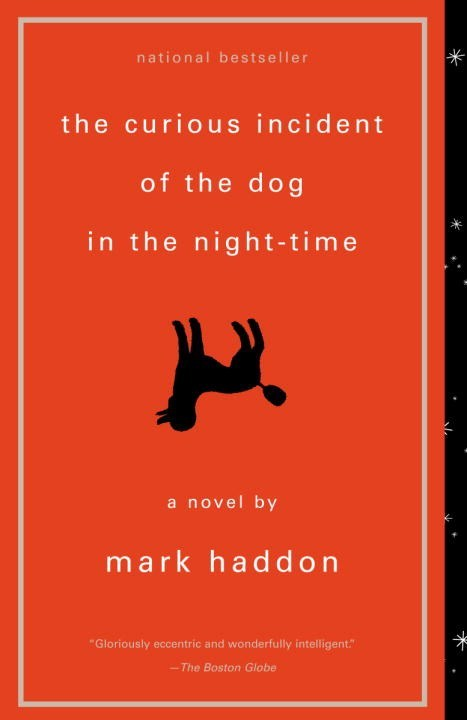 national bestseller
the curious incident
of the dog
in the night-time
a novel by
mark haddon
“Gloriously eccentric and wonderfully intelligent.”
—The Boston Globe